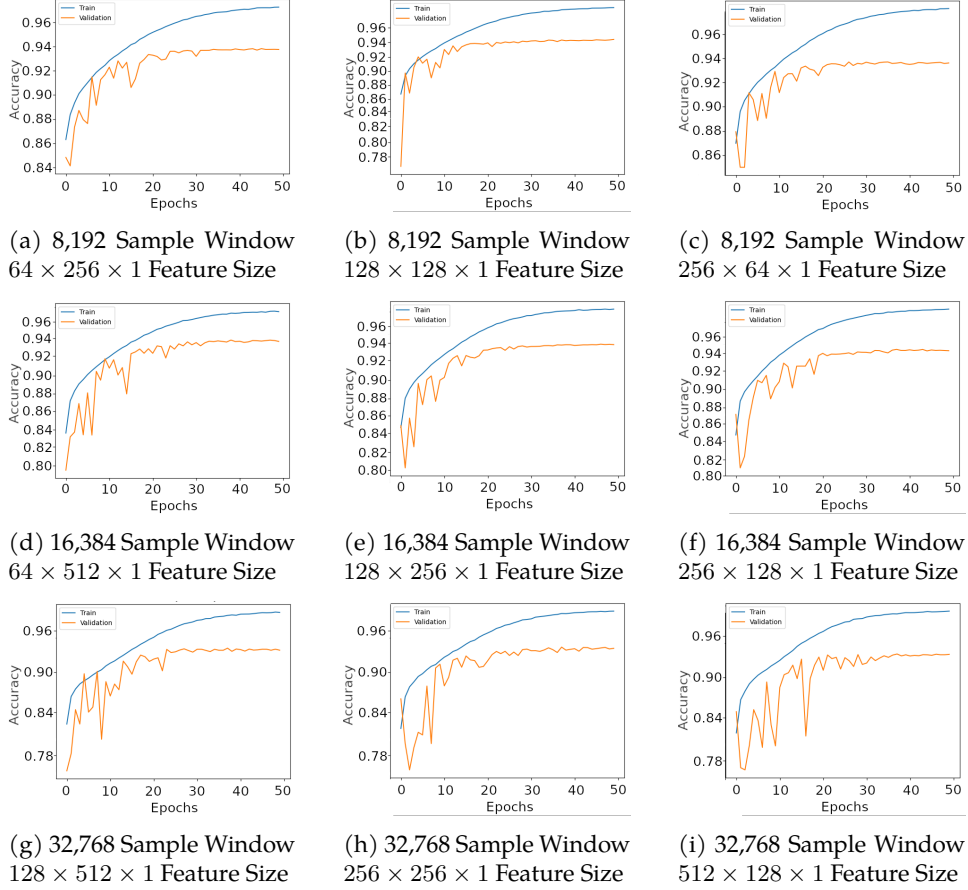 Train
Validation
0.96
0.94
0.92
0.90
0.88
0.86
0.84
Accuracy
0 10 20 30 40 50
Epochs
(a) 8,192 Sample Window
64 × 256 × 1 Feature Size
Train
Validation
0.96
0.94
0.92
0.90
0.86
0.88
0.84
0.82
0.80
0.78
Accuracy
0 10 20 30 40 50
Epochs
(b) 8,192 Sample Window
128 × 128 × 1 Feature Size
Train
Validation
0.98
0.96
0.94
0.92
0.90
0.88
0.86
Accuracy
0 10 20 30 40 50
Epochs
(c) 8,192 Sample Window
256 × 64 × 1 Feature Size
Train
Validation
0.96
0.94
0.92
0.90
0.88
0.86
0.84
0.82
0.80
Accuracy
0 10 20 30 40 50
Epochs
(d) 16,384 Sample Window
64 × 512 × 1 Feature Size
Train
Validation
0.96
0.94
0.92
0.90
0.88
0.86
0.84
0.82
0.80
Accuracy
0 10 20 30 40 50
Epochs
(e) 16,384 Sample Window
128 × 256 × 1 Feature Size
Train
Validation
0.96
0.94
0.92
0.90
0.88
0.86
0.84
0.82
0.80
Accuracy
0 10 20 30 40 50
Epochs
(f) 16,384 Sample Window
256 × 128 × 1 Feature Size
Train
Validation
0.96
0.90
0.84
0.78
Accuracy
0 10 20 30 40 50
Epochs
(g) 32,768 Sample Window
128 × 512 × 1 Feature Size
Train
Validation
0.96
0.90
0.84
0.78
Accuracy
0 10 20 30 40 50
Epochs
(h) 32,768 Sample Window
256 × 256 × 1 Feature Size
Train
Validation
0.96
0.90
0.84
0.78
Accuracy
0 10 20 30 40 50
Epochs
(i) 32,768 Sample Window
512 × 128 × 1 Feature Size